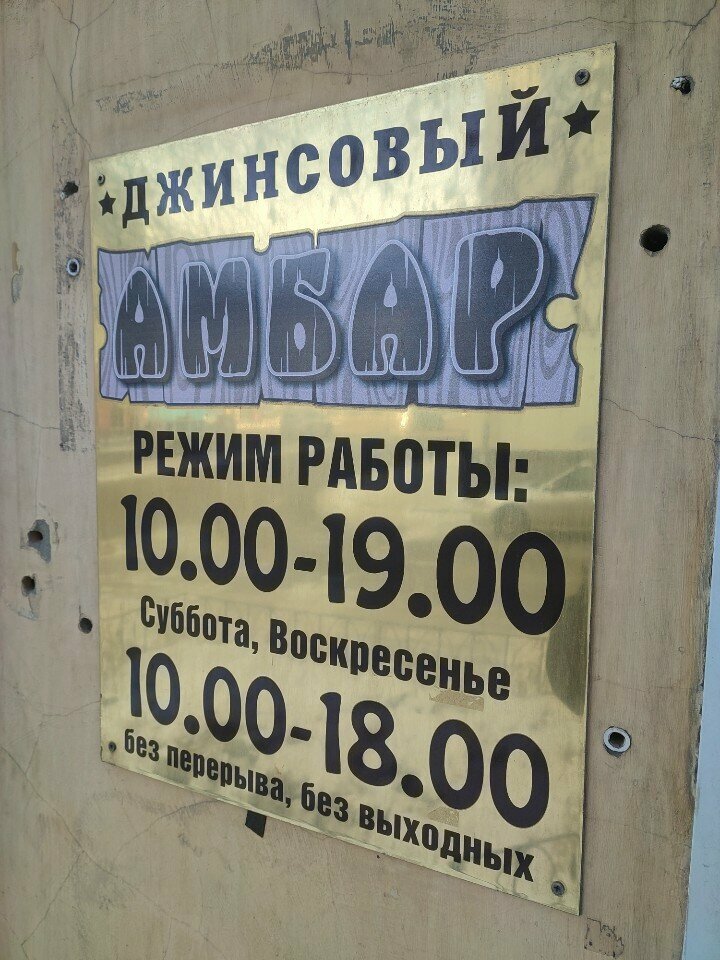 ДЖИНСОВЫЙ
АМБАР
РЕЖИМ РАБОТЫ:
10.00-19.00
Суббота, Воскресенье
10.00-18.00
без перерыва, без выходных